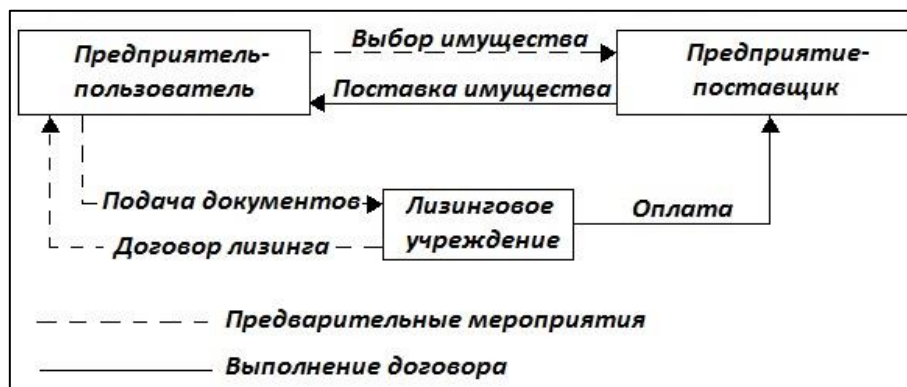 Предприятель-
пользователь
Выбор имущества
Поставка имущества
Предприятие-
поставщик
Подача документов
Договор лизинга
Лизинговое
учреждение
Оплата
Предварительные мероприятия
Выполнение договора